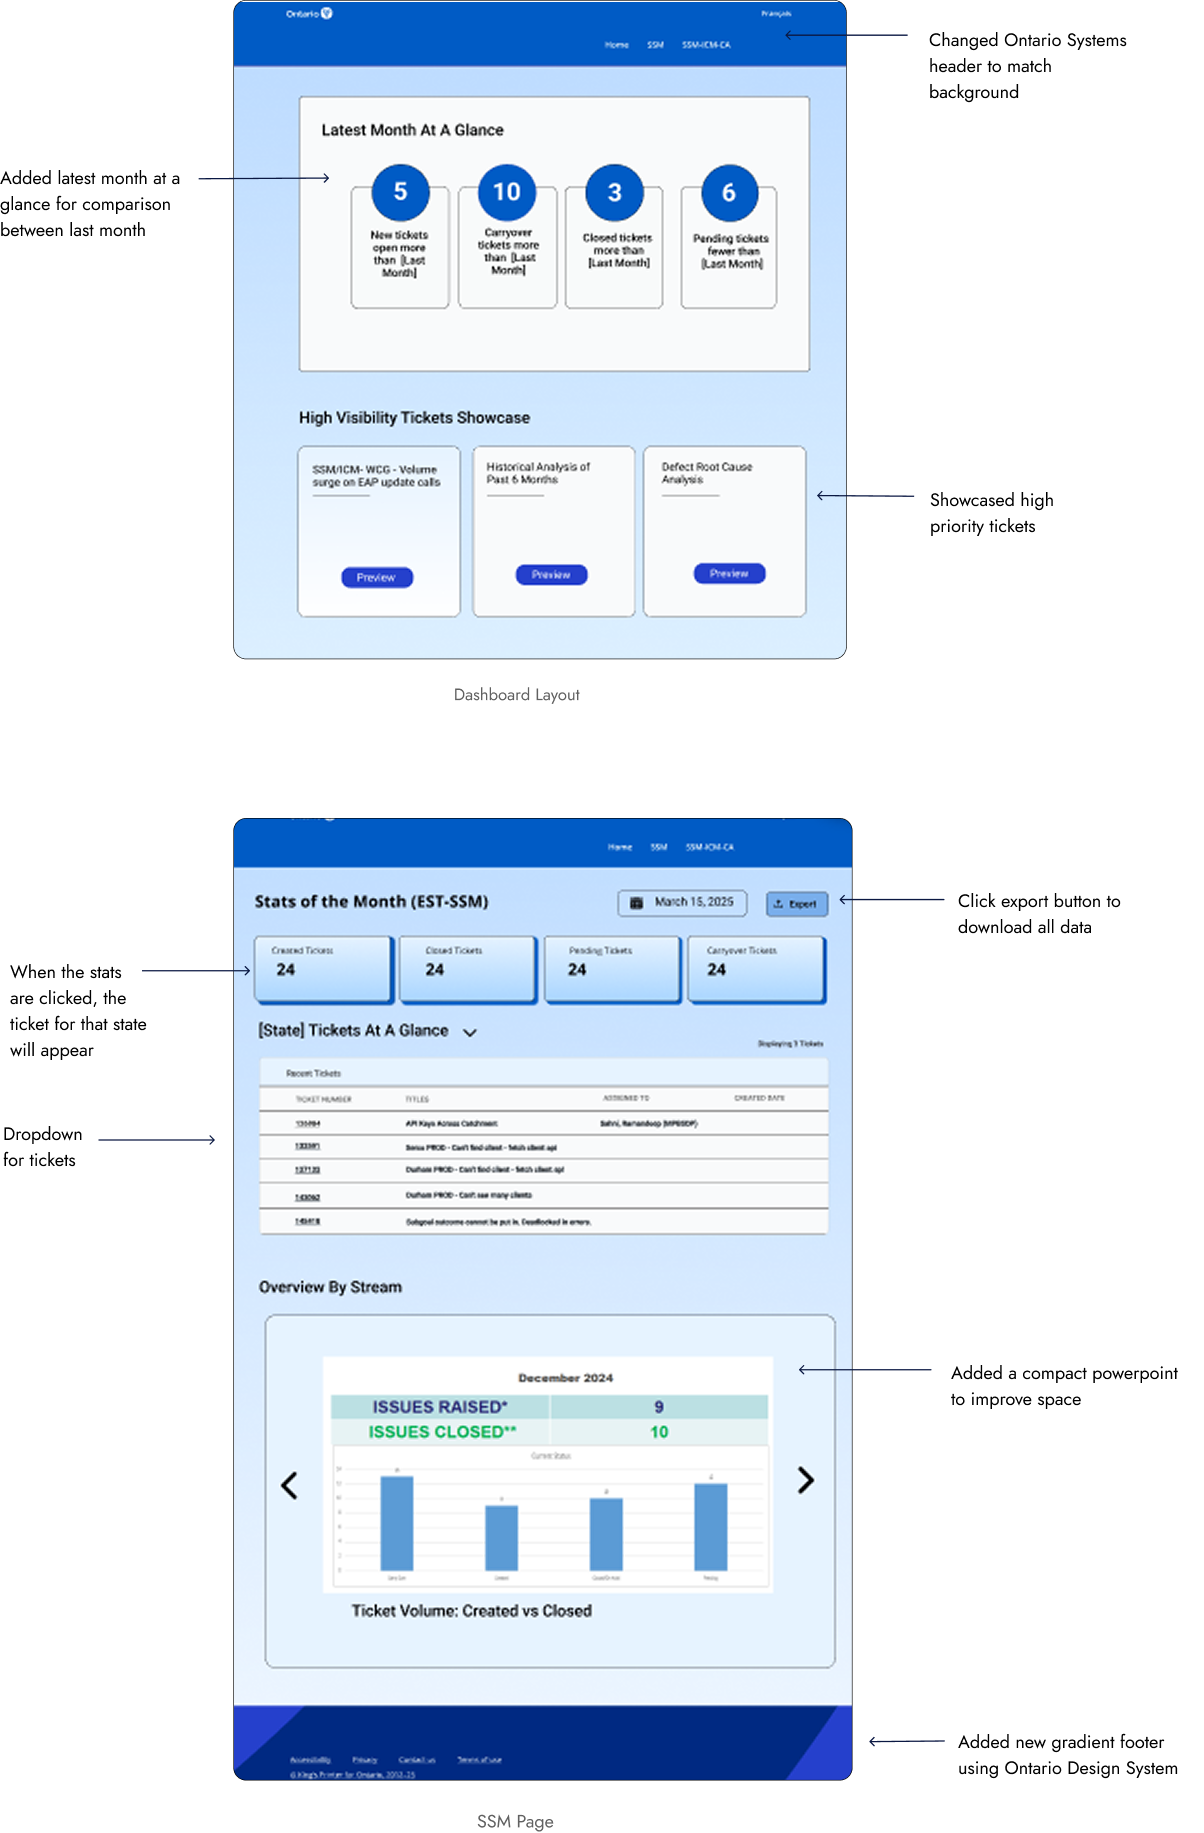 Ontario
Français
Home SSM SSM-ICM-CA
Changed Ontario Systems
header to match
background
Latest Month At A Glance
Added latest month at a
glance for comparison
between last month
5
New tickets
open more
than [Last
Month]
10
Carryover
tickets more
than [Last
Month]
3
Closed tickets
more than
[Last Month]
6
Pending tickets
fewer than
[Last Month]
High Visibility Tickets Showcase
SSM/ICM- WCG - Volume
surge on EAP update calls
Preview
Historical Analysis of
Past 6 Months
Preview
Defect Root Cause
Analysis
Preview
Showcased high
priority tickets
Dashboard Layout
Home SSM SSM-ICM-CA
Stats of the Month (EST-SSM)
March 15, 2025
Export
Click export button to
download all data
Created Tickets
24
Closed Tickets
24
Pending Tickets
24
Carryover Tickets
24
When the stats
are clicked, the
ticket for that state
will appear
[State] Tickets At A Glance
Displaying Tickets
Recent Tickets
TICKET NUMBER TITLES ASSIGNED TO CREATED DATE
API Keys Across Catchment
PROD - Can't find client - fetch client api
Durham PROD - Can't find client - fetch client api
Durham PROD - Can't see many clients
Subgoal outcome cannot be put in. Deadlocked in errors.
Dropdown
for tickets
Overview By Stream
December 2024
ISSUES RAISED* 9
ISSUES CLOSED** 10
Current Status
Ticket Volume: Created vs Closed
Added a compact powerpoint
to improve space
Accessibility Privacy Contact us Terms of use
© King's Printer for Ontario, 2012-25
Added new gradient footer
using Ontario Design System
SSM Page